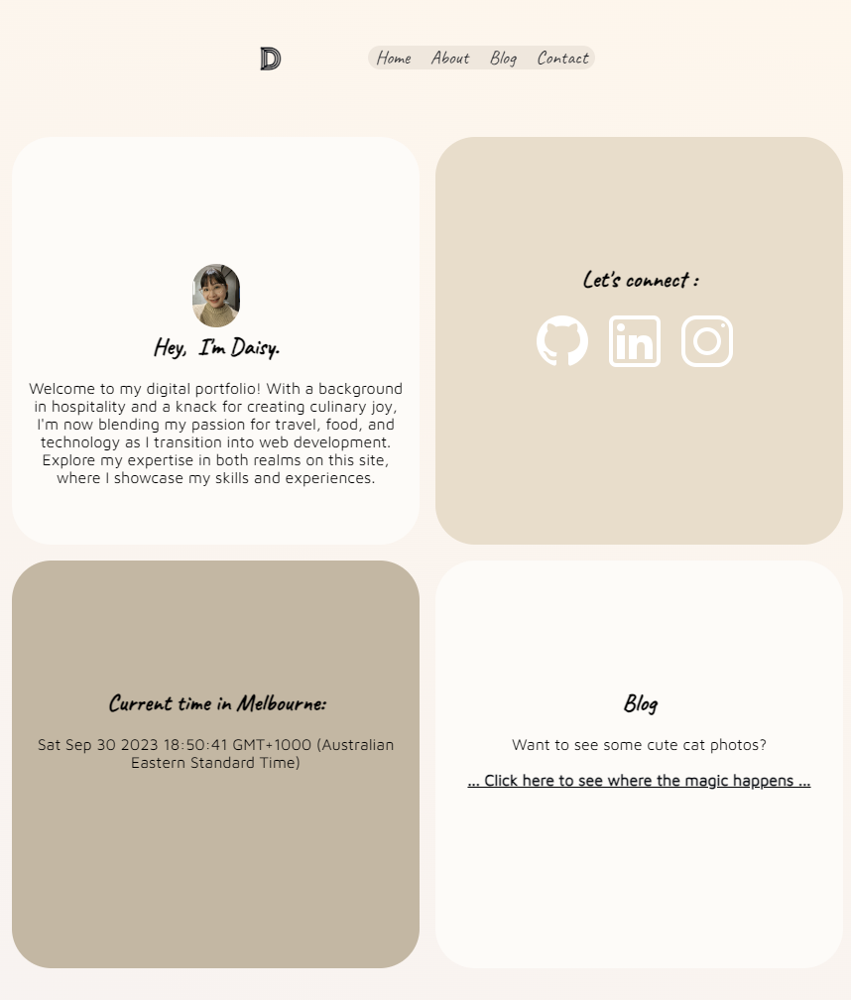 D
Home About Blog Contact
Hey, I'm Daisy.
Welcome to my digital portfolio! With a background
in hospitality and a knack for creating culinary joy,
I'm now blending my passion for travel, food, and
technology as I transition into web development.
Explore my expertise in both realms on this site,
where I showcase my skills and experiences.
Let's connect :
in
Current time in Melbourne:
Sat Sep 30 2023 18:50:41 GMT+1000 (Australian
Eastern Standard Time)
Blog
Want to see some cute cat photos?
... Click here to see where the magic happens ...